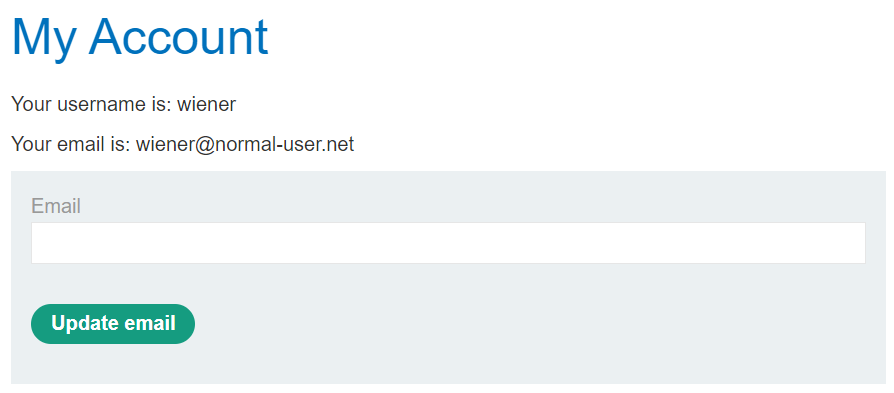 My Account
Your username is: wiener
Your email is: wiener@normal-user.net
Email
Update email